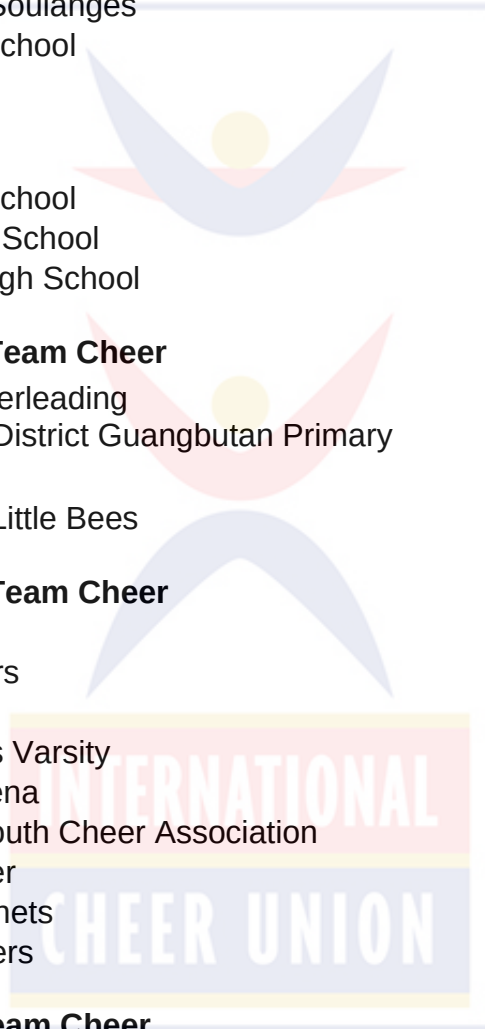 Soulanges
chool
chool
School
gh School
Team Cheer
erleading
District Guangbutan Primary
Little Bees
Team Cheer
rs
s Varsity
ena
outh Cheer Association
er
nets
ers
eam Cheer
INTERNATIONAL
CHEER UNION